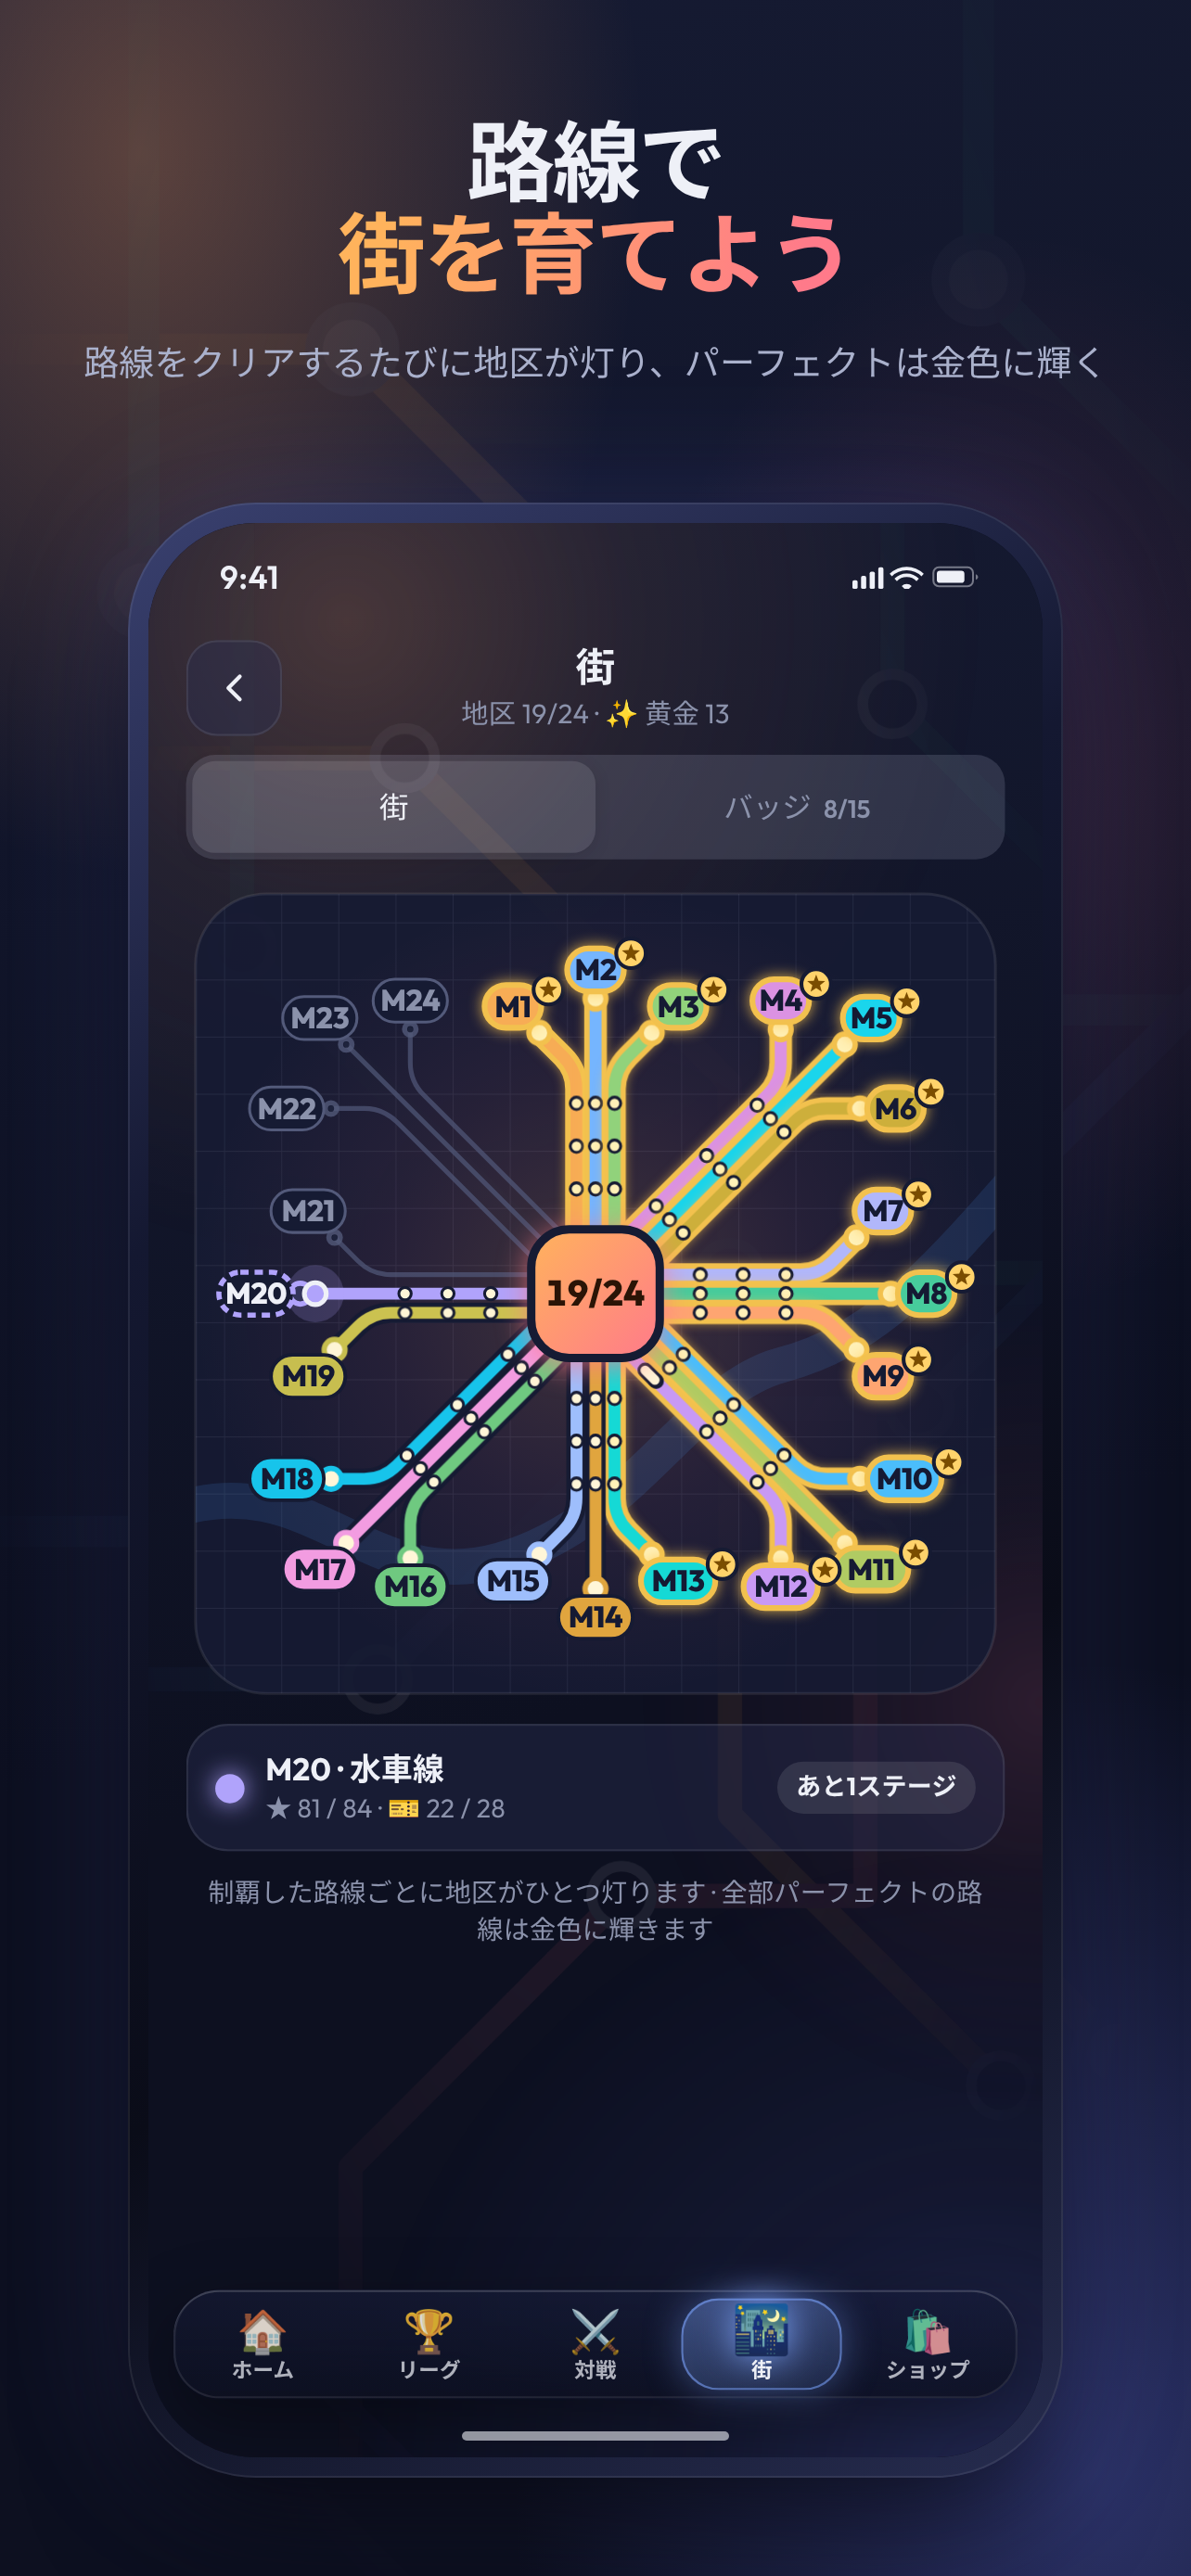 路線で
街を育てよう
路線をクリアするたびに地区が灯り、パーフェクトは金色に輝く
9:41
街
地区 19/24 · ✨ 黄金 13
街
バッジ 8/15
M2
M24
M1
M3
M4
M23
M5
M22
M6
M21
M7
M20
19/24
M8
M19
M9
M18
M10
M17
M16
M15
M13
M12
M11
M14
M20 · 水車線
★ 81 / 84 · 🎫 22 / 28
あと1ステージ
制覇した路線ごとに地区がひとつ灯ります · 全部パーフェクトの路
線は金色に輝きます
ホーム
リーグ
対戦
街
ショップ